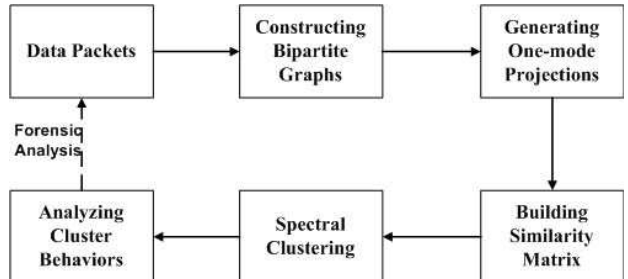 Data Packets
Constructing
Bipartite
Graphs
Generating
One-mode
Projections
Forensic
Analysis
Analyzing
Cluster
Behaviors
Spectral
Clustering
Building
Similarity
Matrix